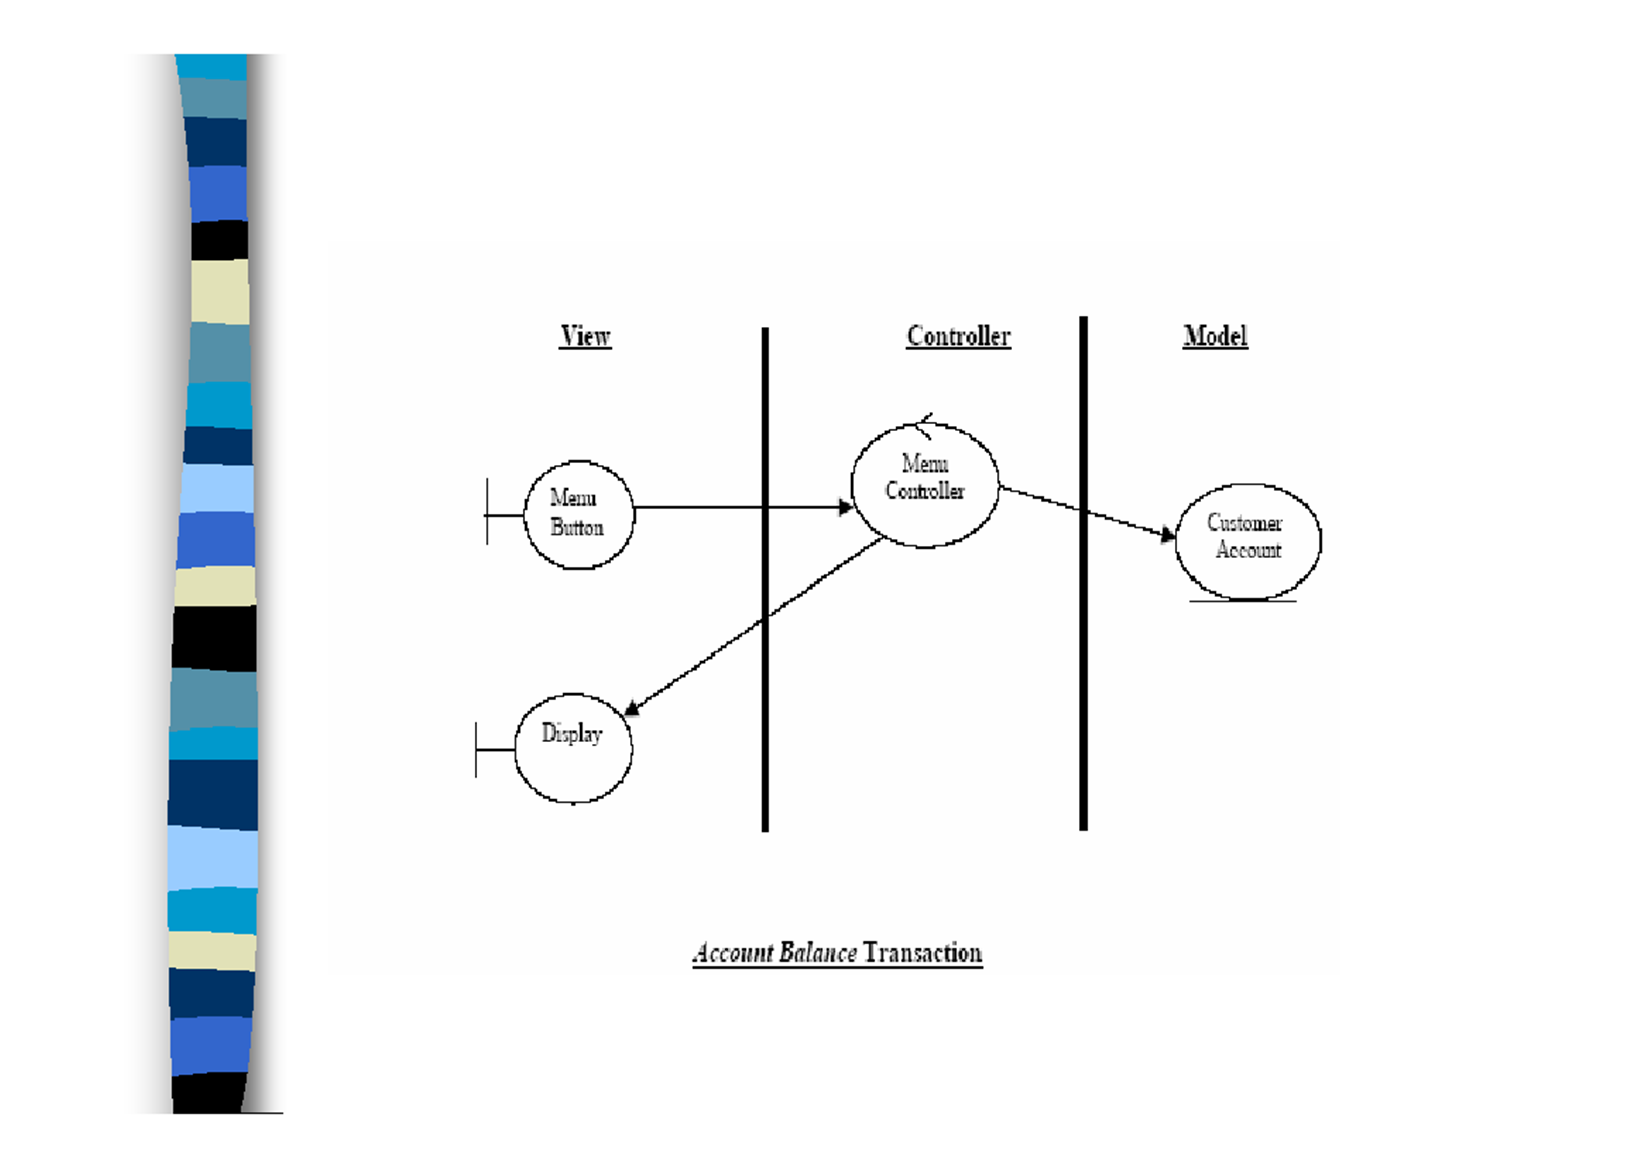 View
Controller
Model
Menu
Controller
Menu
Button
Customer
Account
Display
Account Balance Transaction